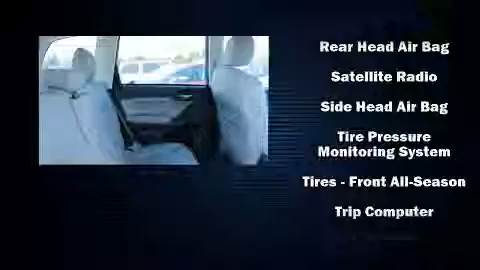 Rear Head Air Bag
Satellite Radio
Side Head Air Bag
Tire Pressure
Monitoring System
Tires - Front All-Season
Trip Computer